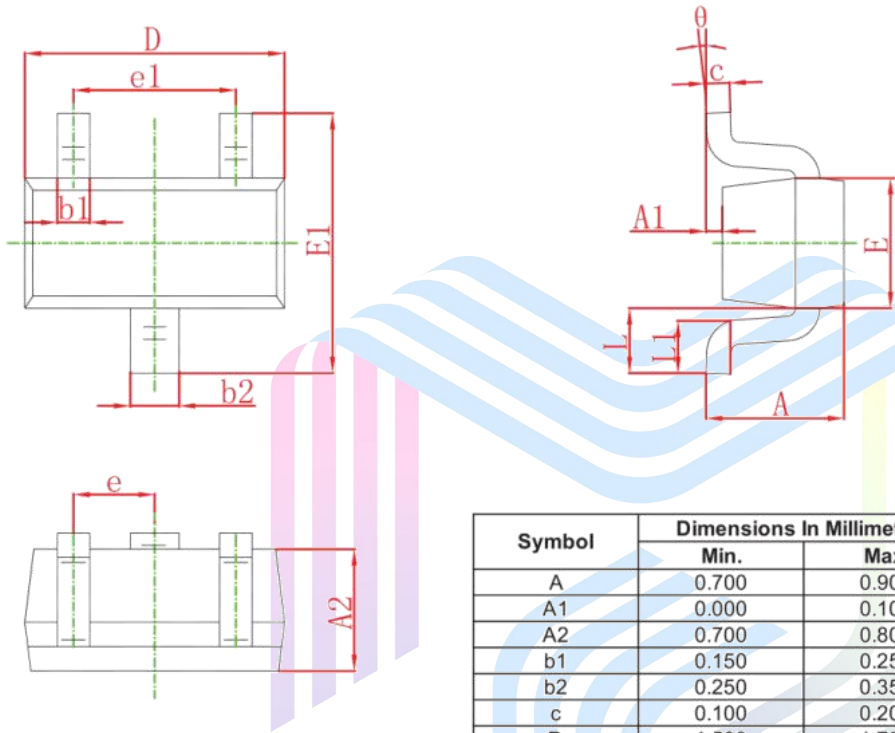 D
e1
b1
E1
b2
θ
c
A1
E
L
L1
A
e
A2
Symbol
Dimensions In Millime
Min.
Ma
A 0.700 0.90
A1 0.000 0.10
A2 0.700 0.80
b1 0.150 0.25
b2 0.250 0.35
c 0.100 0.20